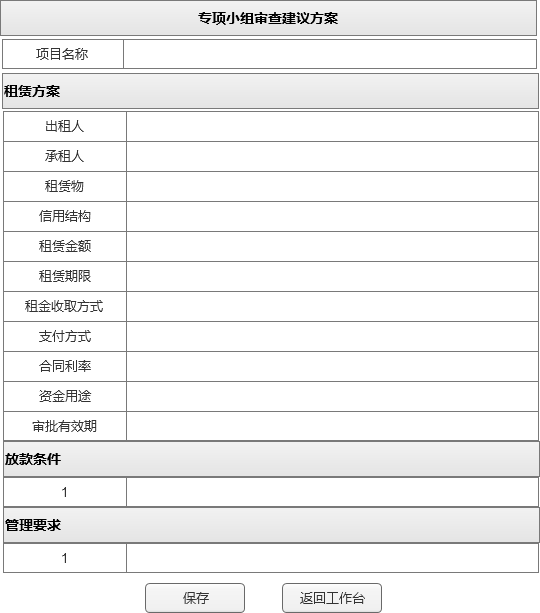 专项小组审查建议方案
项目名称
租赁方案
出租人
承租人
租赁物
信用结构
租赁金额
租赁期限
租金收取方式
支付方式
合同利率
资金用途
审批有效期
放款条件
1
管理要求
1
保存 返回工作台